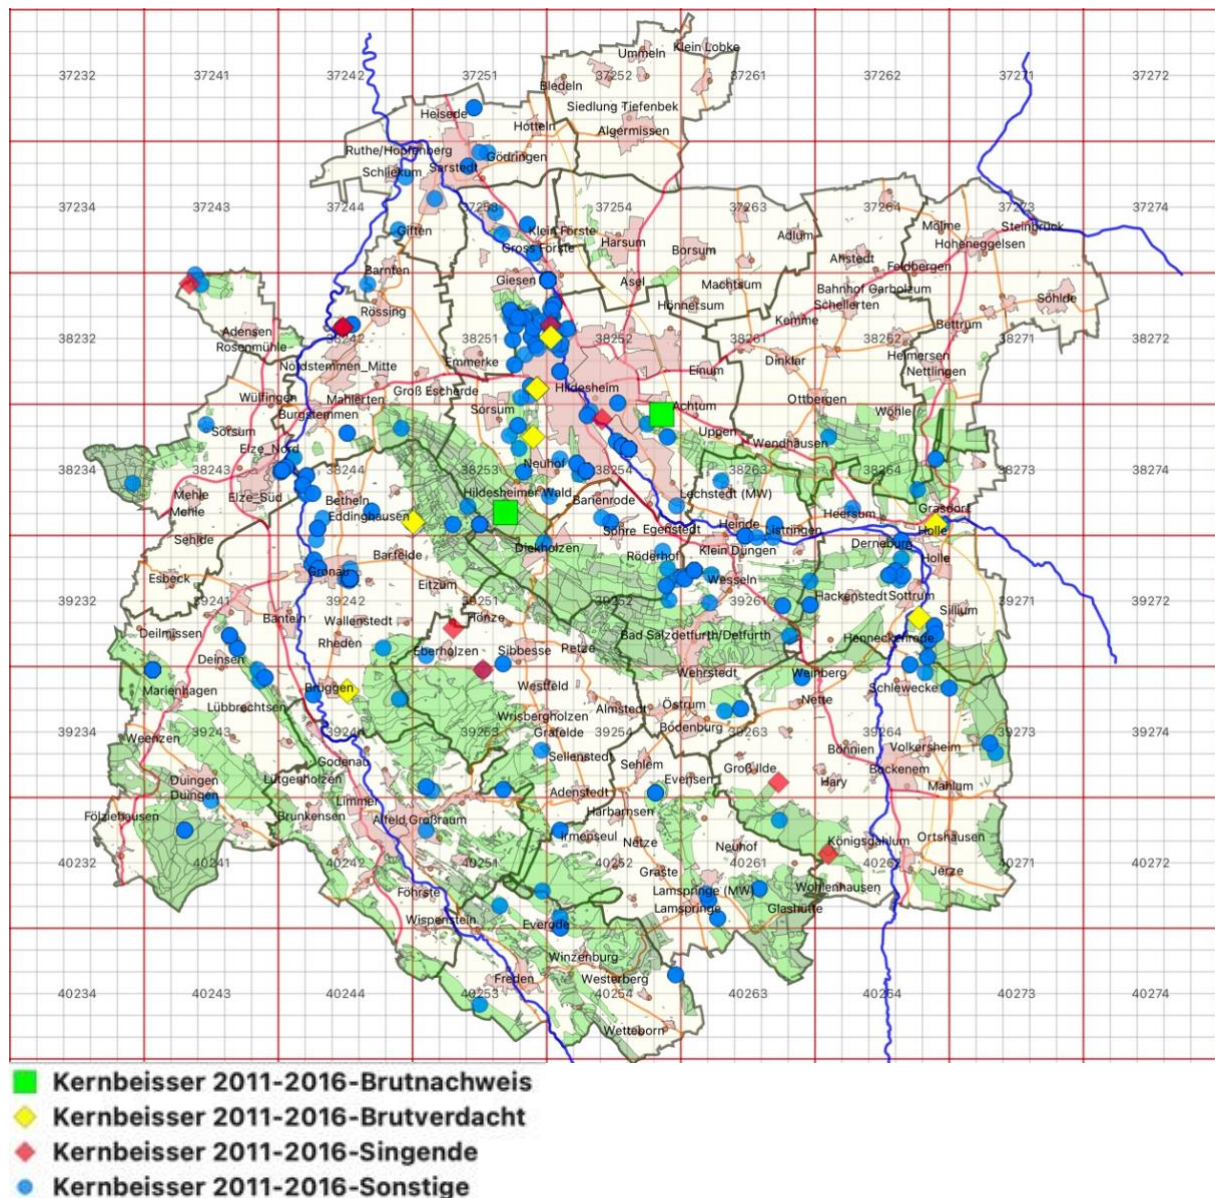 Ummeln Klein Lobke
37232 37241 37242 37251 37252 37261 37262 37271 37272
Bledeln
Heisede Siedlung Tiefenbek
Hotteln Algermissen
Ruthe/Hopfenberg Gödringen
Schliekum Sarstedt
37234 37243 37244 37253 37254 37263 37264 37273 37274
Giften Klein Förste Harsum Adlum Mölme Steinbrück
Gross Förste Borsum Hoheneggelsen
Barnten Ahstedt Feldbergen
Giesen Asel Machtsum Bahnhof Garbolzum
Rössing Hönnersum Schellerten Söhlde
Adensen Kemme Bettrum
38232 38242 38251 38252 38261 38262 38271 38272
Rosenmühle Heimersen
Nordstemmen_Mitte Emmerke Dinklar Nettlingen
Groß Escherde Hildesheim Einum
Wülfingen Mahlerten Ottbergen
Burgstemmen Sorsum Achtum Wöhle
Sorsum Uppen Wendhausen
Elze_Nord
38234 38243 38244 38253 38254 38263 38264 38273 38274
Neuhof
Mehle Elze_Süd Betheln Hildesheimer Wald Barienrode Lechstedt (MW)
Mehle Eddinghausen Heersum Grasdorf
Sehlde Söhre Egenstedt Heinde Listringen Holle
Barfelde Diekholzen Röderhof Klein Düngen Derneburg
Esbeck Gronau Eitzum Wesseln Holle
39232 39241 39242 39251 39252 39261 39271 39272
Hackenstedt Sottrum Sillium
Banteln Wallenstedt Hönze
Deilmissen Rheden Bad Salzdetfurth/Detfurth Henneckenrode
Deinsen Eberholzen Sibbesse Petze Wehrstedt
Marienhagen Brüggen Westfeld Wehrstedt Weinberg Schlewecke
Lübbrechtsen Wrisbergholzen Almstedt Östrum Nette
39234 39243 39244 39253 39254 39263 39264 39273 39274
Weenzen Grafelde Bodenburg
Godenau Sellenstedt Sehlem Bönnien Volkersheim
Duingen Lütgenholzen Evensen Groß Ilde Bockenem
Duingen Limmer Adenstedt Hary Mahlum
Fölziehausen Brunkensen Alfeld_Großraum Harbarnsen
Irmenseul Netze Neuhof Königsdahlum Ortshausen
40232 40241 40242 40251 40252 40261 40262 40271 40272
Graste Jerze
Föhrste Lamspringe (MW) Wohlenhausen
Wispenstein Everode Lamspringe Glashütte
Winzenburg
Freden Westerberg
40234 40243 40244 40253 40254 40263 40264 40273 40274
Wetteborn
Kernbeisser 2011-2016-Brutnachweis
Kernbeisser 2011-2016-Brutverdacht
Kernbeisser 2011-2016-Singende
Kernbeisser 2011-2016-Sonstige